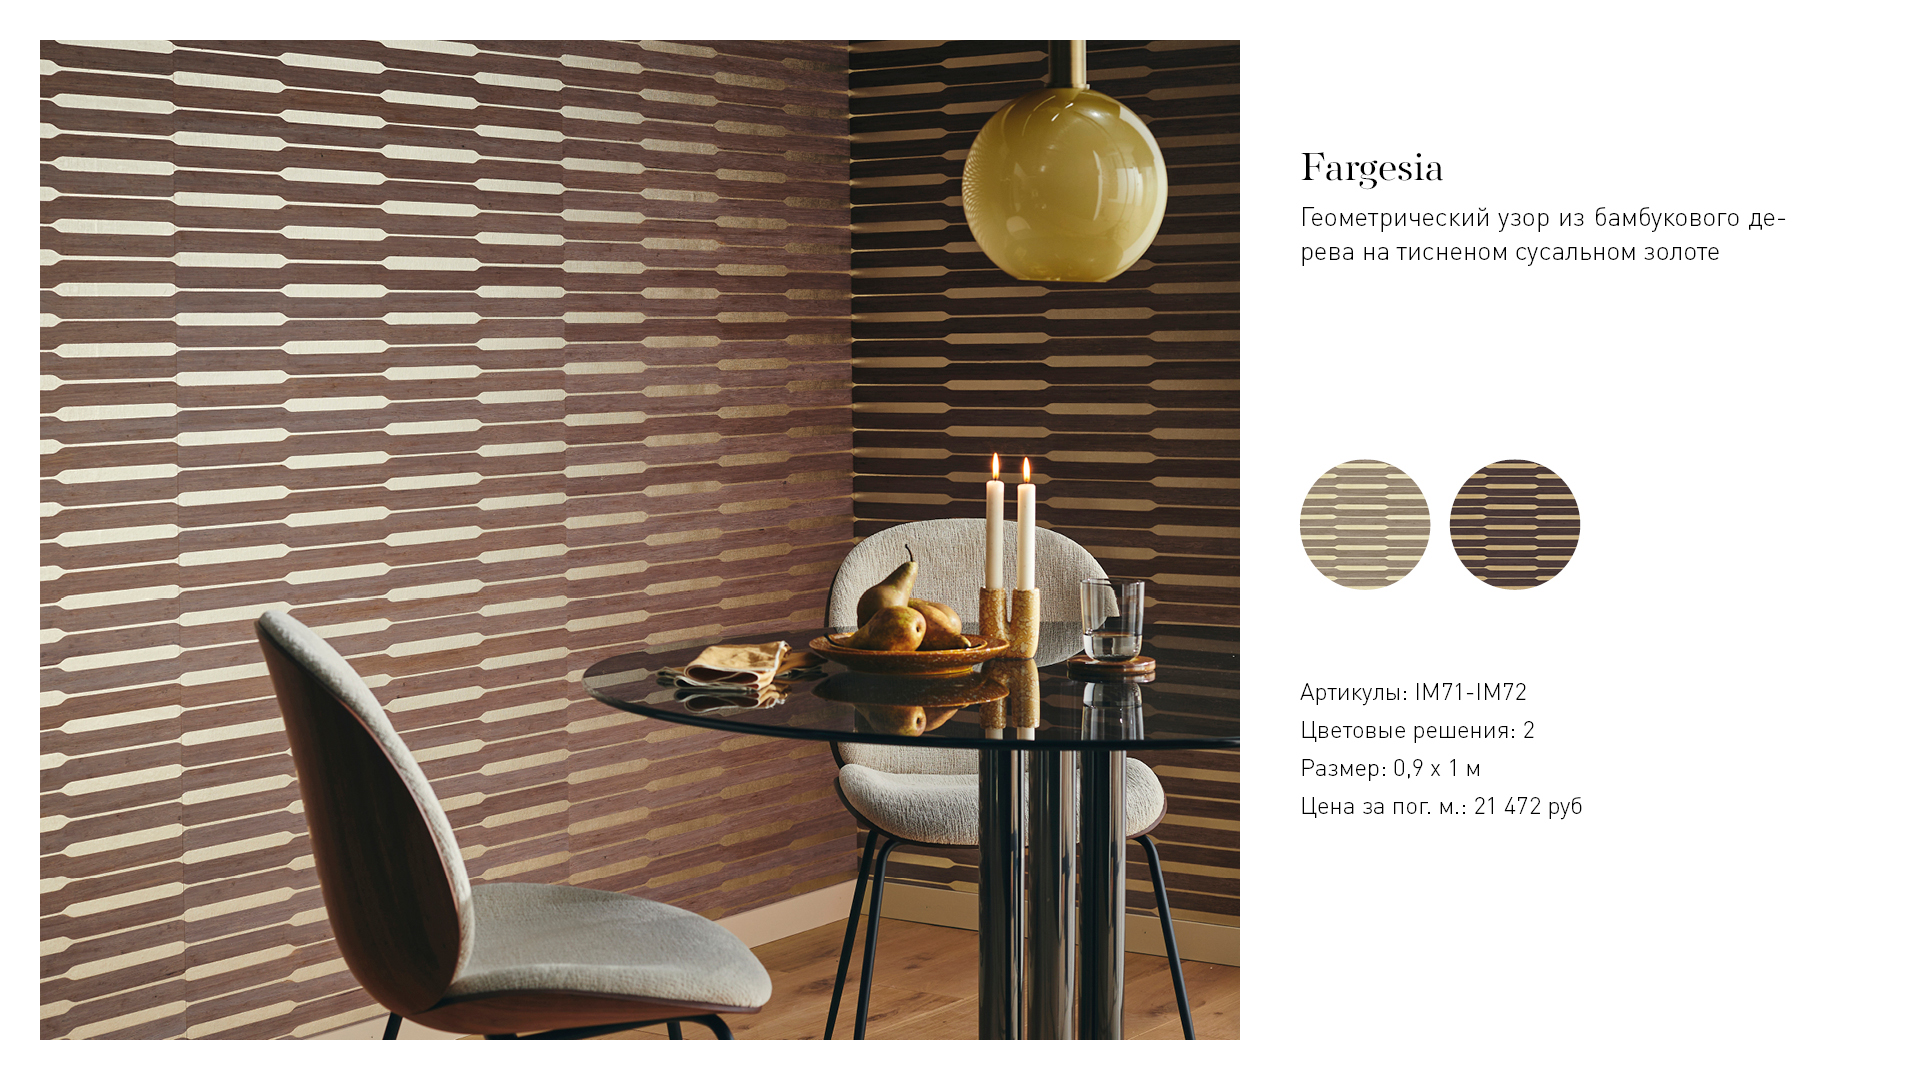 Fargesia
Геометрический узор из бамбукового де-
рева на тисненом сусальном золоте
Артикулы: IM71-IM72
Цветовые решения: 2
Размер: 0,9 x 1 м
Цена за пог. м.: 21 472 руб